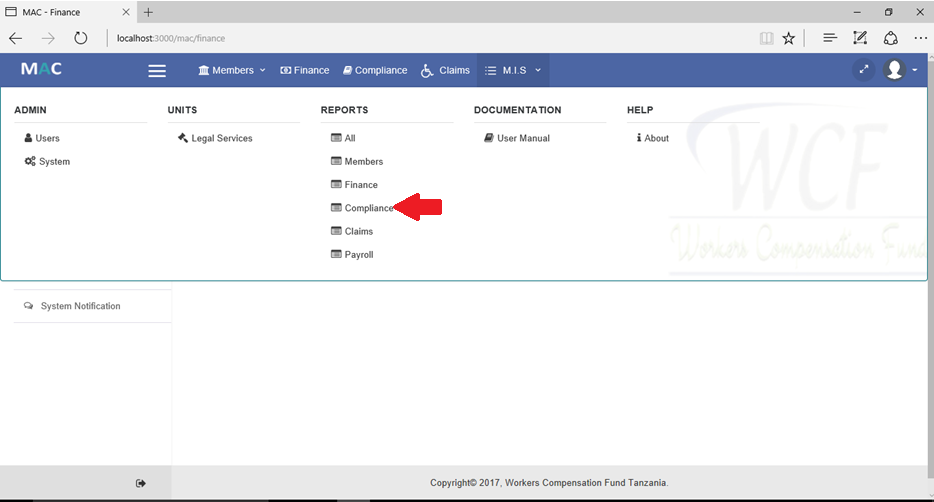 MAC - Finance
localhost:3000/mac/finance
MAC Members Finance Compliance Claims M.I.S
ADMIN UNITS REPORTS DOCUMENTATION HELP
Users Legal Services All User Manual About
System Members
Finance
Compliance
Claims
Payroll
WCF
Workers Compensation Fund
System Notification
Copyright© 2017, Workers Compensation Fund Tanzania.